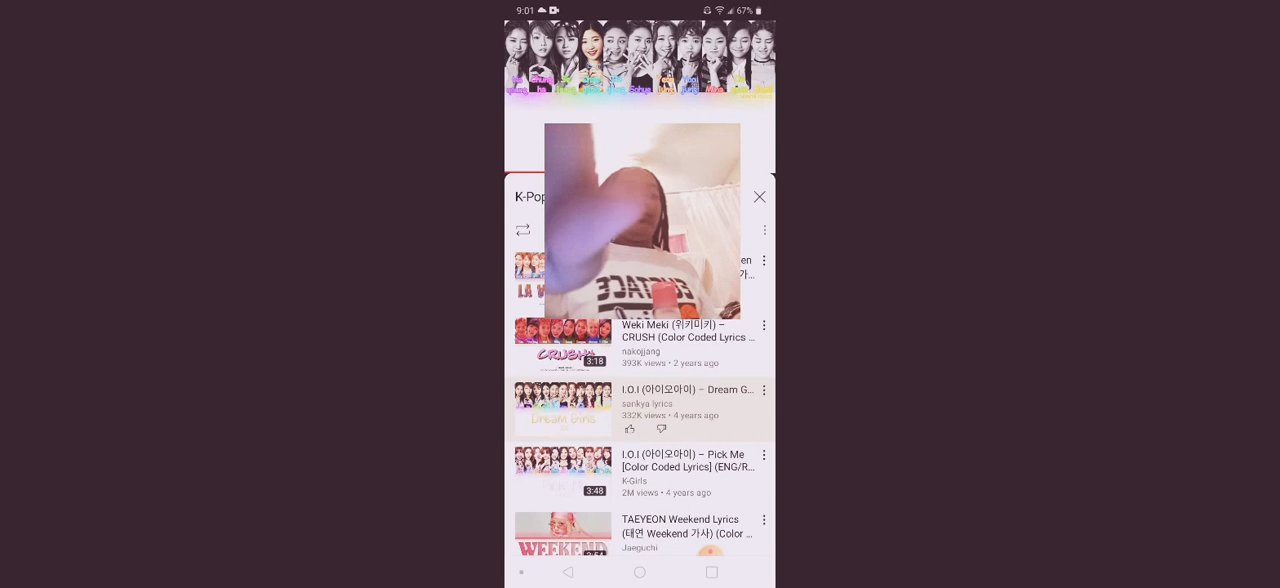 9:01
67%
K-Pop
en
가...
LA V
Weki Meki (위키미키) –
CRUSH (Color Coded Lyrics ...
nakojjang
393K views • 2 years ago
CRUSH
3:18
I.O.I (아이오아이) – Dream G...
sankya lyrics
332K views • 4 years ago
Dream Girls
I.O.I (아이오아이) – Pick Me
[Color Coded Lyrics] (ENG/R...
K-Girls
2M views • 4 years ago
3:48
TAEYEON Weekend Lyrics
(태연 Weekend 가사) (Color ...
Jaeguchi
WEEKEND